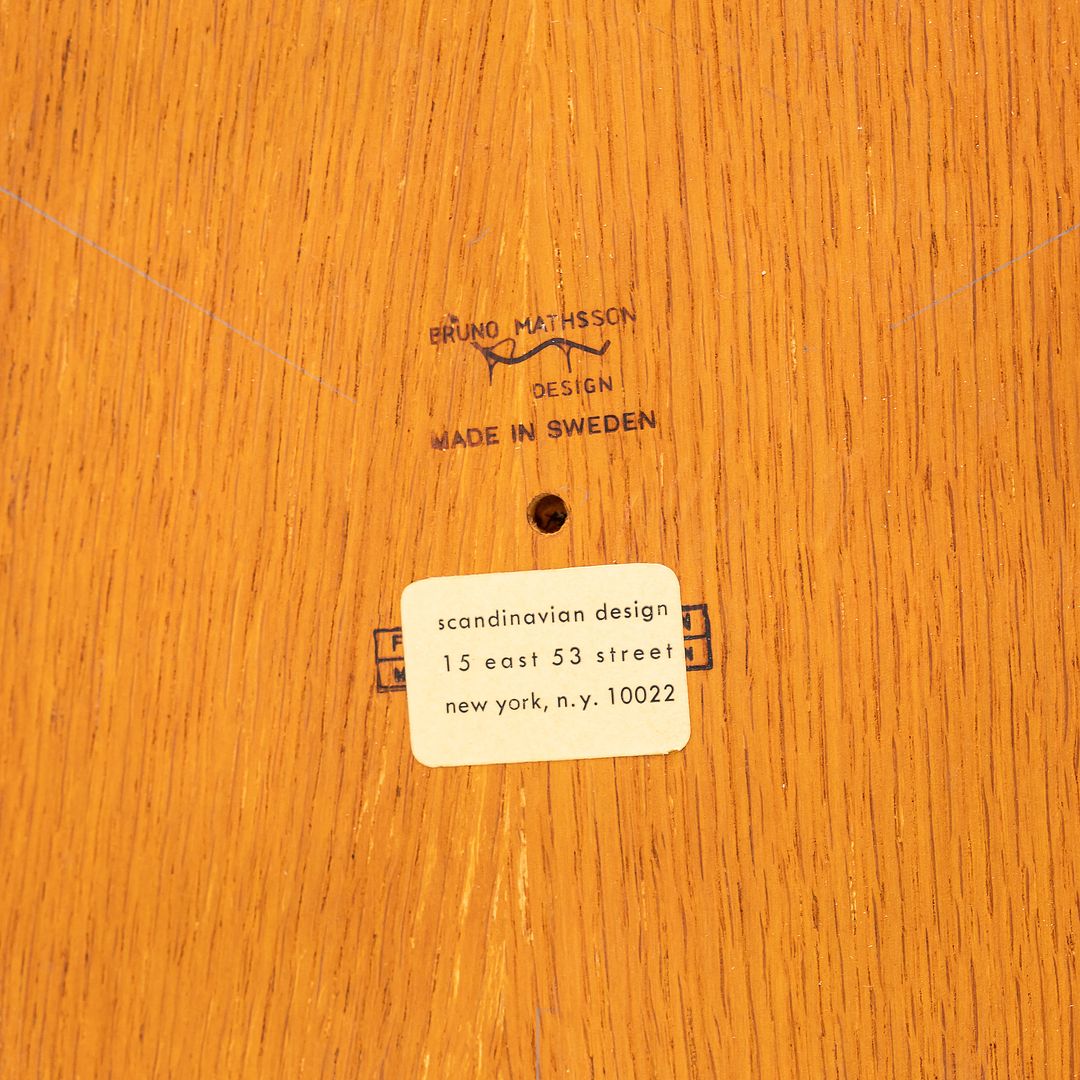 BRUNO MATHSSON
DESIGN
MADE IN SWEDEN
scandinavian design
15 east 53 street
new york, n.y. 10022